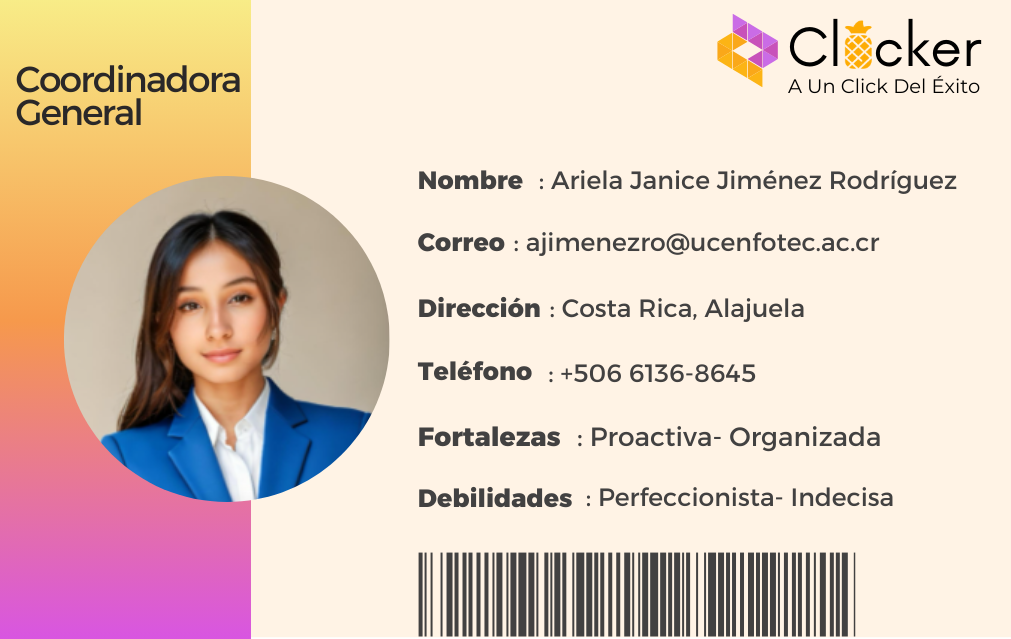 Coordinadora
General
Clicker
A Un Click Del Éxito
Nombre : Ariela Janice Jiménez Rodríguez
Correo : ajimenezro@ucenfotec.ac.cr
Dirección : Costa Rica, Alajuela
Teléfono : +506 6136-8645
Fortalezas : Proactiva- Organizada
Debilidades : Perfeccionista- Indecisa